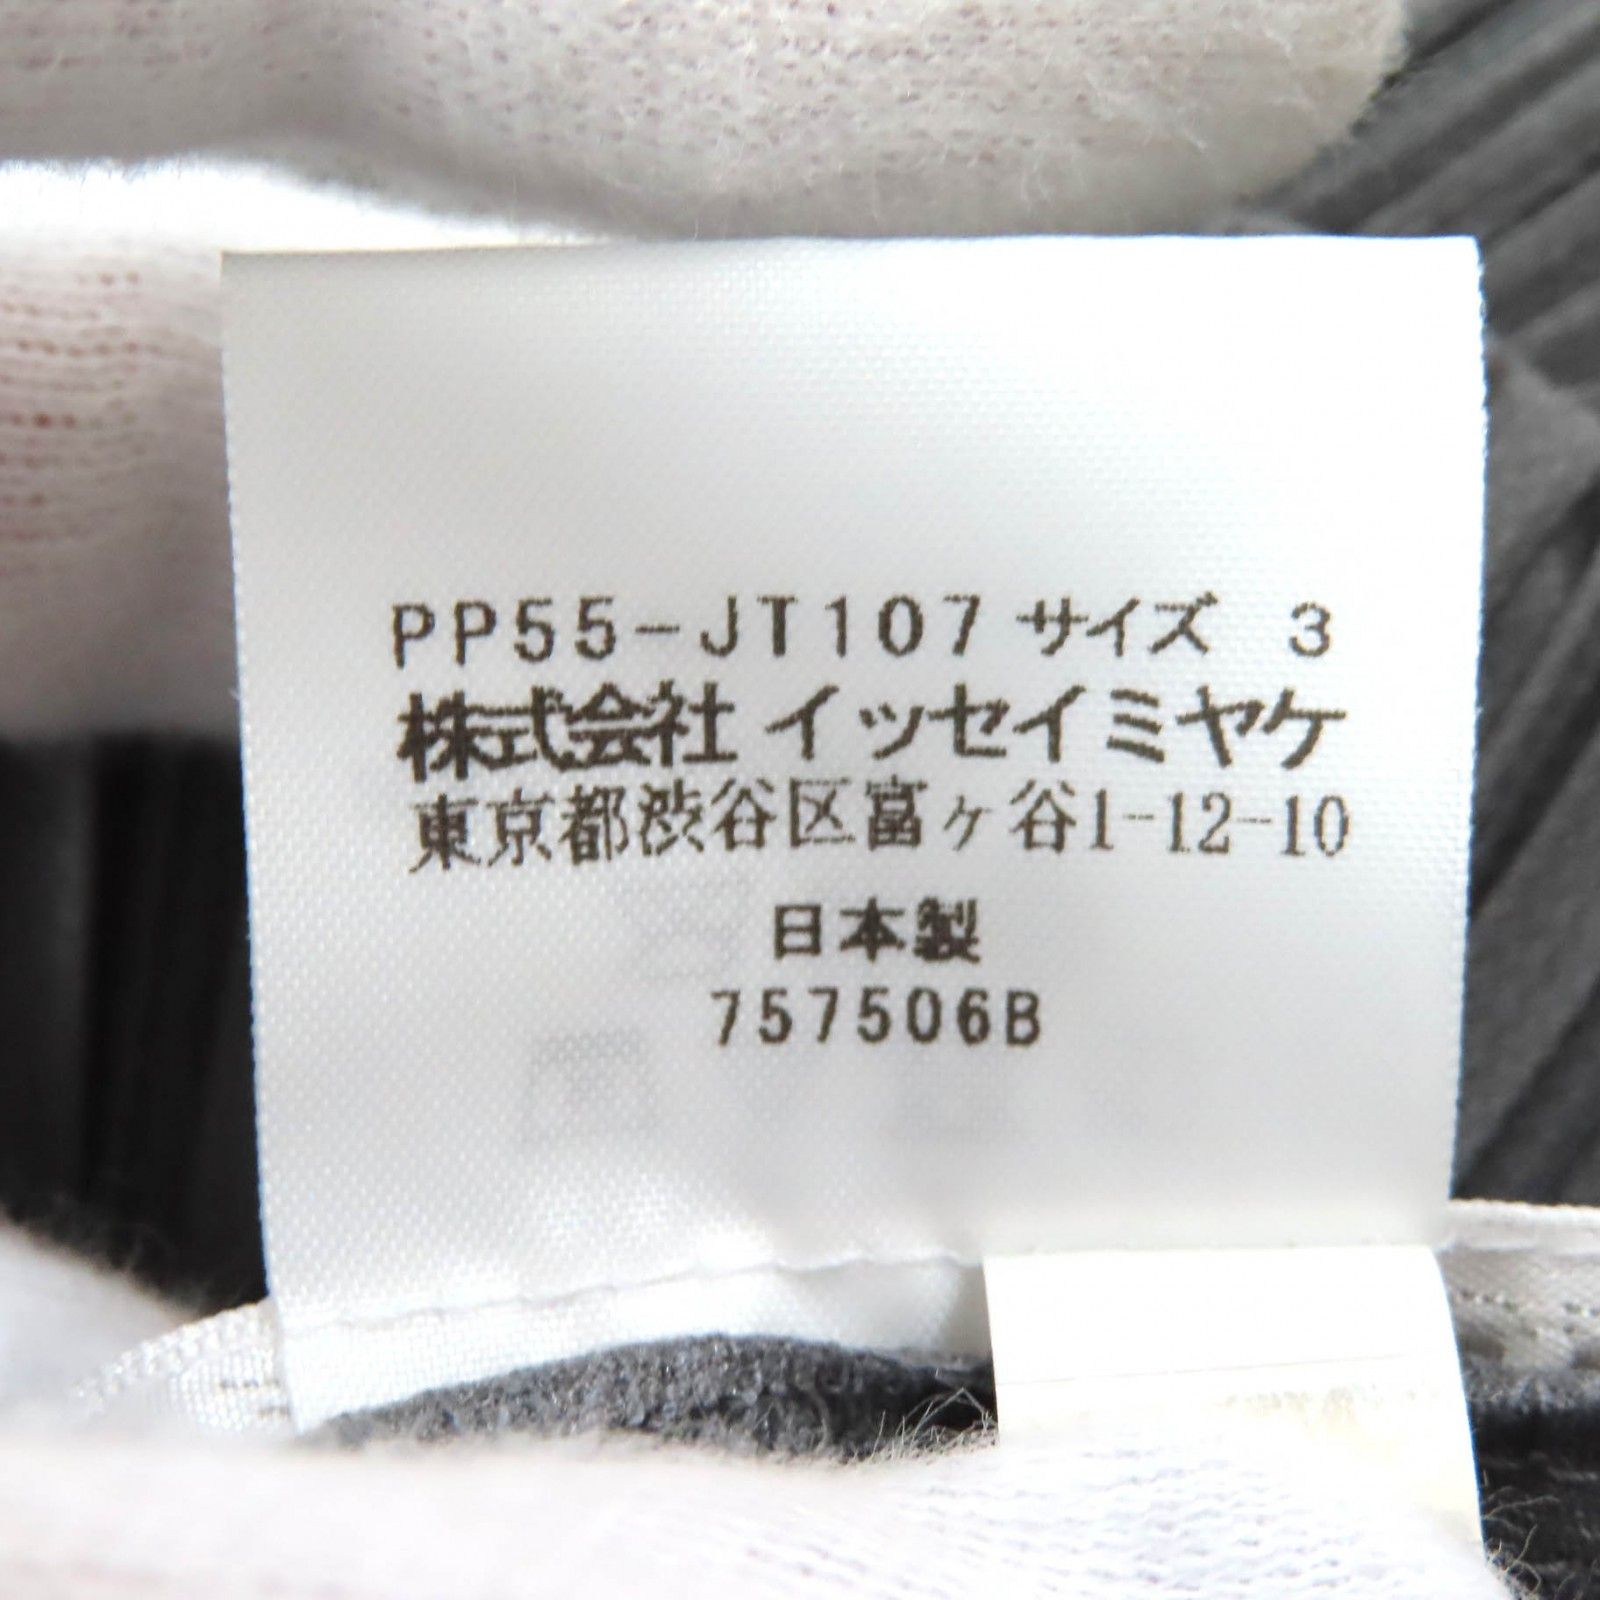 PP55-JT107 サイズ 3
株式会社 イッセイミヤケ
東京都渋谷区富ヶ谷1-12-10
日本製
757506B